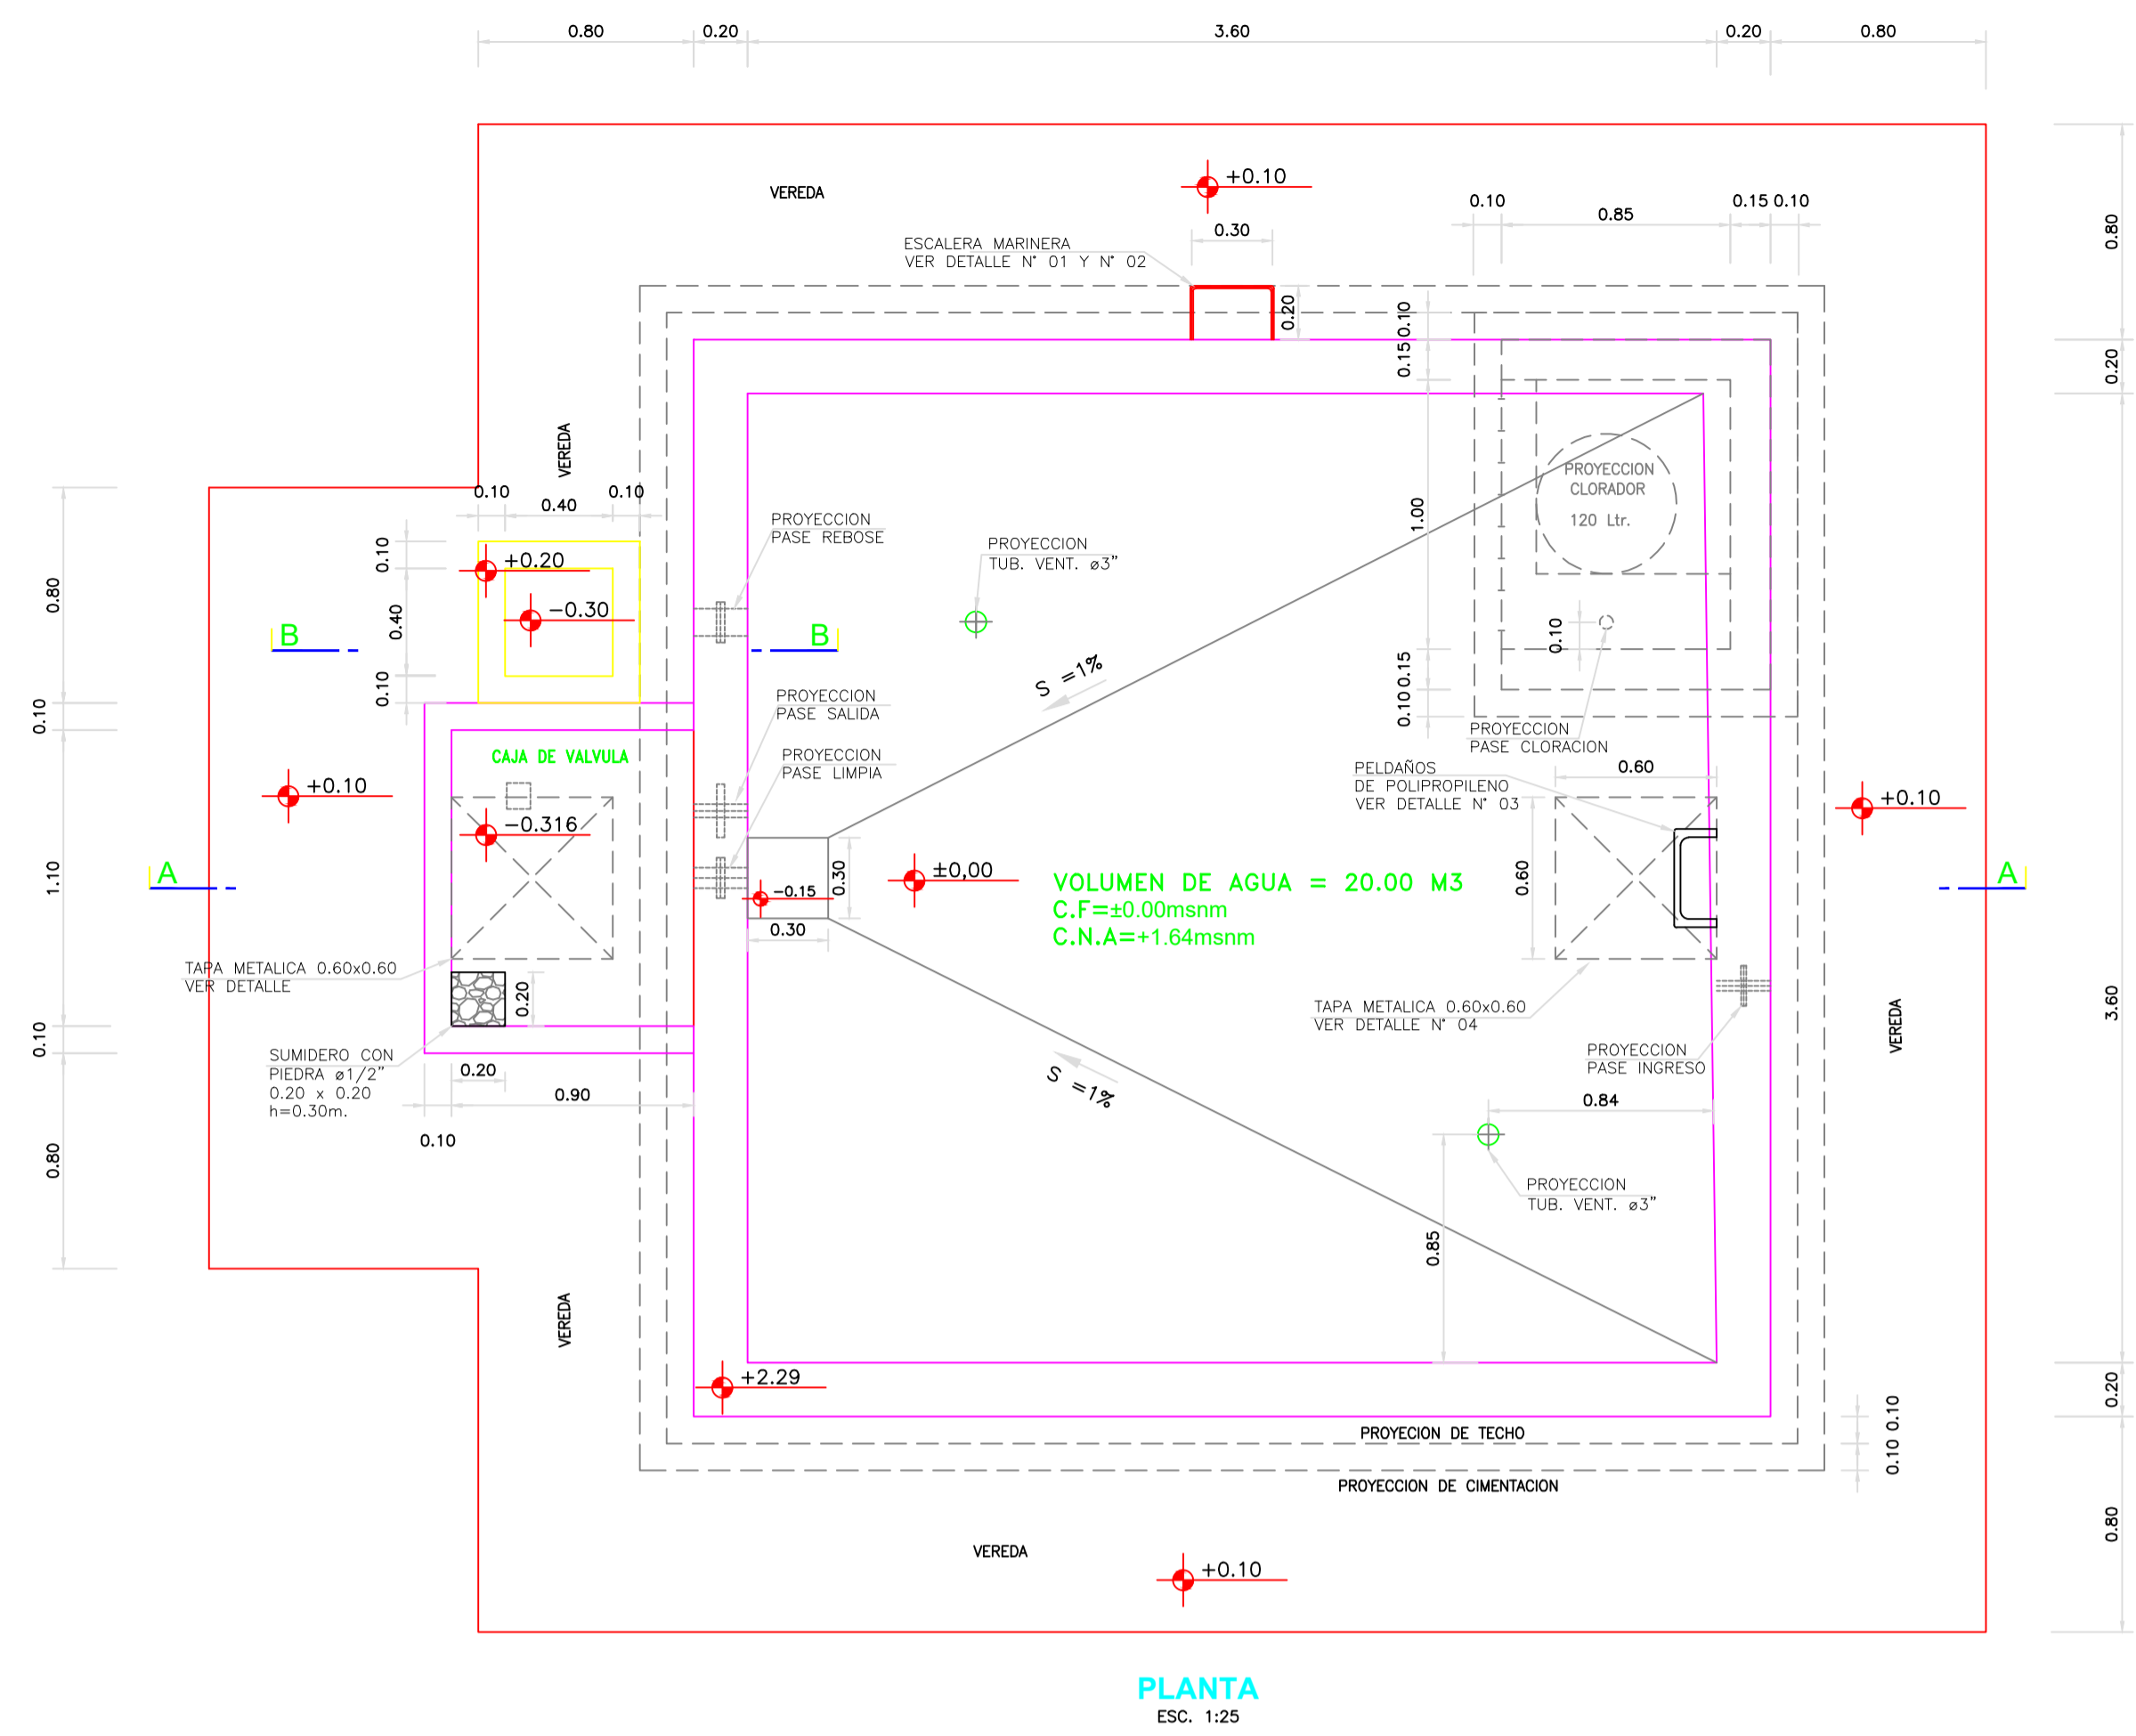 0.80
0.20
3.60
0.20
0.80
VEREDA
+0.10
0.10
0.85
0.15
0.10
0.80
ESCALERA MARINERA
VER DETALLE N° 01 Y N° 02
0.30
0.20
0.10
0.15
0.20
VEREDA
PROYECCION
CLORADOR
120 Ltr.
0.10
0.40
0.10
1.00
PROYECCION
PASE REBOSE
PROYECCION
TUB. VENT. ø3"
0.10
+0.20
0.80
0.40
-0.30
B
B
0.10
S =1%
0.10
0.15
0.10
PROYECCION
PASE SALIDA
0.10
PROYECCION
PASE CLORACION
CAJA DE VALVULA
PROYECCION
PASE LIMPIA
PELDAÑOS
DE POLIPROPILENO
VER DETALLE N° 03
0.60
+0.10
+0.10
-0.316
A
1.10
-0.15
0.30
0.30
±0,00
VOLUMEN DE AGUA = 20.00 M3
C.F=±0.00msnm
C.N.A=+1.64msnm
0.60
A
TAPA METALICA 0.60x0.60
VER DETALLE
0.20
TAPA METALICA 0.60x0.60
VER DETALLE N° 04
VEREDA
3.60
0.10
SUMIDERO CON
PIEDRA ø1/2"
0.20 x 0.20
h=0.30m.
0.20
0.90
0.10
PROYECCION
PASE INGRESO
S =1%
0.84
0.80
PROYECCION
TUB. VENT. ø3"
0.85
VEREDA
+2.29
0.20
PROYECION DE TECHO
0.10
0.10
PROYECCION DE CIMENTACION
0.80
VEREDA
+0.10
PLANTA
ESC. 1:25